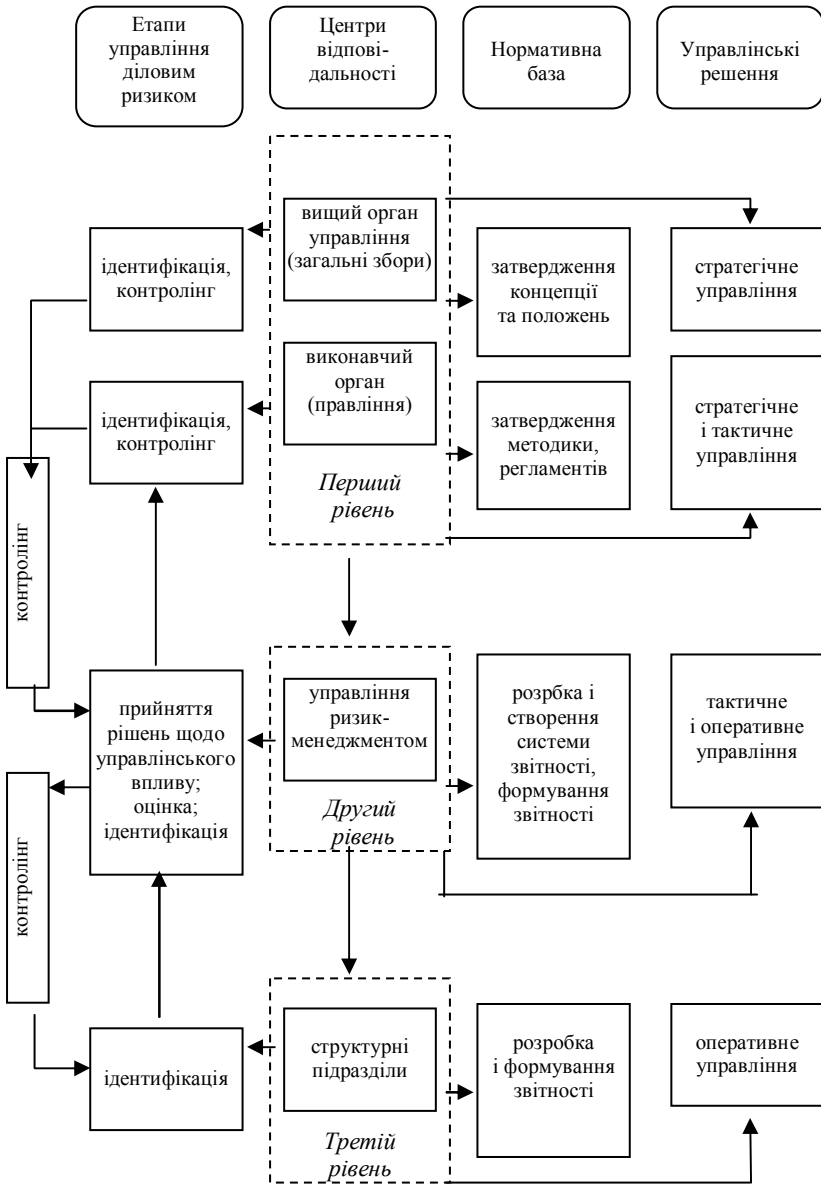 Етапи
управління
діловим
ризиком
Центри
відпові-
дальності
Нормативна
база
Управлінські
решення
вищий орган
управління
(загальні збори)
ідентифікація,
контролінг
затвердження
концепції
та положень
стратегічне
управління
виконавчий
орган
(правління)
ідентифікація,
контролінг
затвердження
методики,
регламентів
стратегічне
і тактичне
управління
Перший
рівень
контролінг
прийняття
рішень щодо
управлінського
впливу;
оцінка;
ідентифікація
управління
ризик-
менеджментом
Другий
рівень
розрбка і
створення
системи
звітності,
формування
звітності
тактичне
і оперативне
управління
контролінг
ідентифікація
структурні
підразділи
Третій
рівень
розробка
і формування
звітності
оперативне
управління